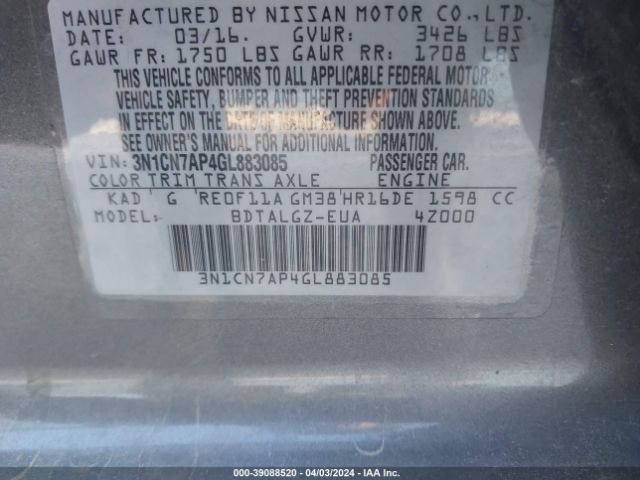 MANUFACTURED BY NISSAN MOTOR CO., LTD.
DATE: 03/16. GVWR: 3426 LBS
GAWR FR: 1750 LBS GAWR RR: 1708 LBS
THIS VEHICLE CONFORMS TO ALL APPLICABLE FEDERAL MOTOR
VEHICLE SAFETY, BUMPER AND THEFT PREVENTION STANDARDS
IN EFFECT ON THE DATE OF MANUFACTURE SHOWN ABOVE.
SEE OWNER'S MANUAL FOR ADDITIONAL INFORMATION.
VIN: 3N1CN7AP4GL883085 PASSENGER CAR.
COLOR TRIM TRANS AXLE ENGINE
KAD G RE0F11A GM38 HR16DE 1598 CC
MODEL: BDTALGZ-EUA 4Z000
3N1CN7AP4GL883085
000-39088520 / 04/03/2024 / IAA Inc.